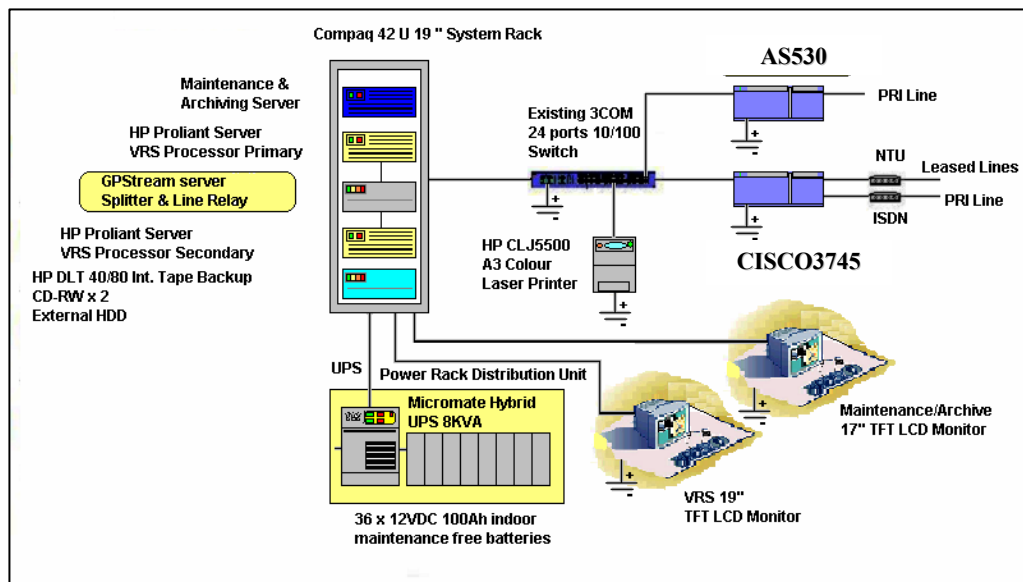 Compaq 42 U 19 " System Rack
Maintenance &
Archiving Server
HP Proliant Server
VRS Processor Primary
GPStream server
Splitter & Line Relay
HP Proliant Server
VRS Processor Secondary
HP DLT 40/80 Int. Tape Backup
CD-RW x 2
External HDD
Existing 3COM
24 ports 10/100
Switch
AS530
PRI Line
NTU
Leased Lines
PRI Line
ISDN
CISCO3745
HP CLJ5500
A3 Colour
Laser Printer
UPS
Power Rack Distribution Unit
Micromate Hybrid
UPS 8KVA
36 x 12VDC 100Ah indoor
maintenance free batteries
Maintenance/Archive
17" TFT LCD Monitor
VRS 19"
TFT LCD Monitor